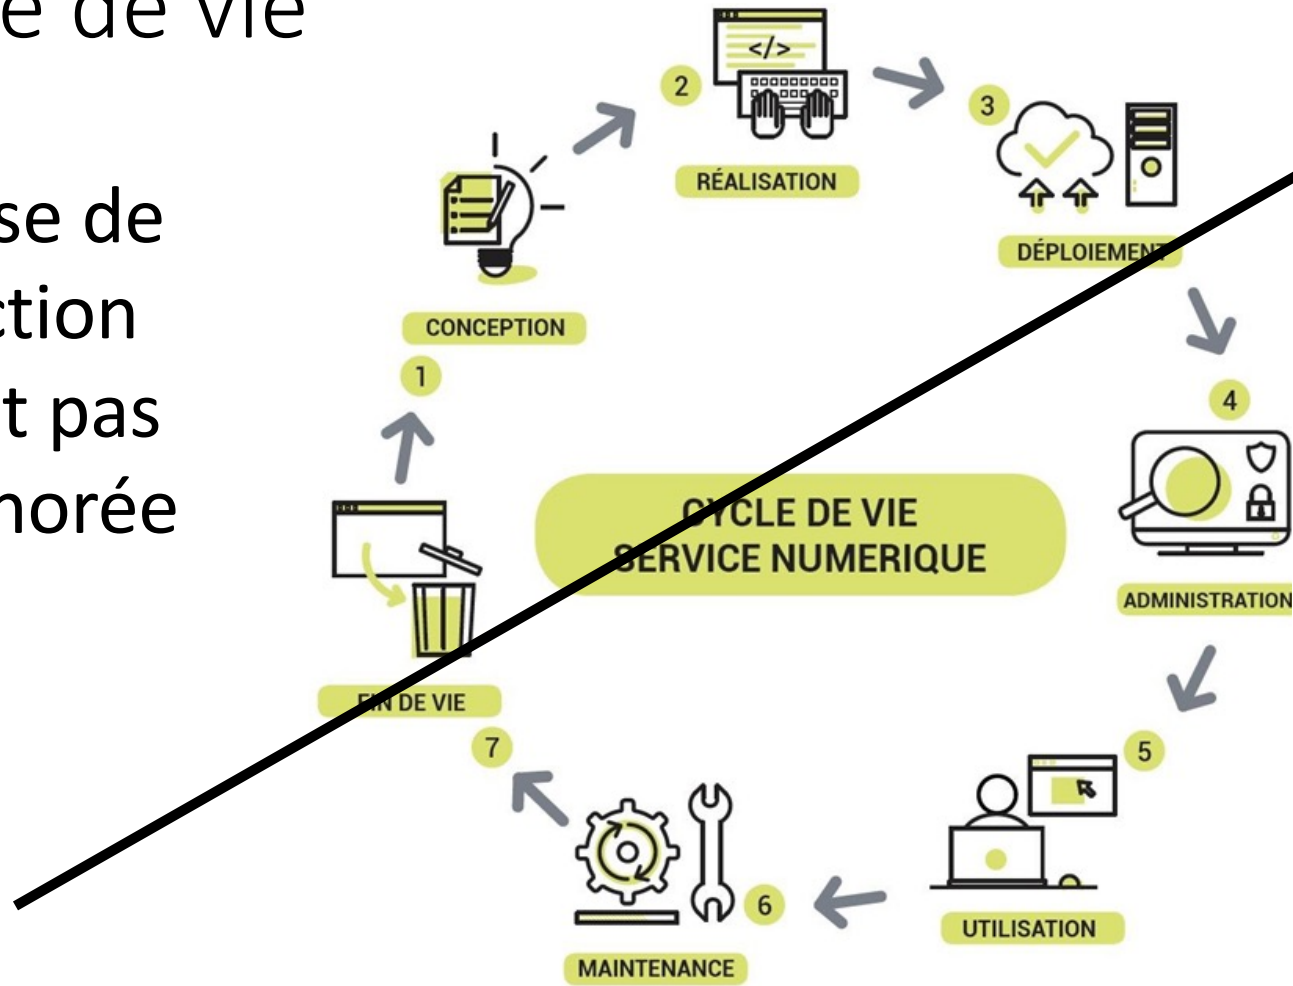 e de vie
se de
ction
t pas
norée
</>
2
RÉALISATION
3
DÉPLOIEMENT
CONCEPTION
1
4
ADMINISTRATION
CYCLE DE VIE
SERVICE NUMERIQUE
FIN DE VIE
7
5
UTILISATION
6
MAINTENANCE